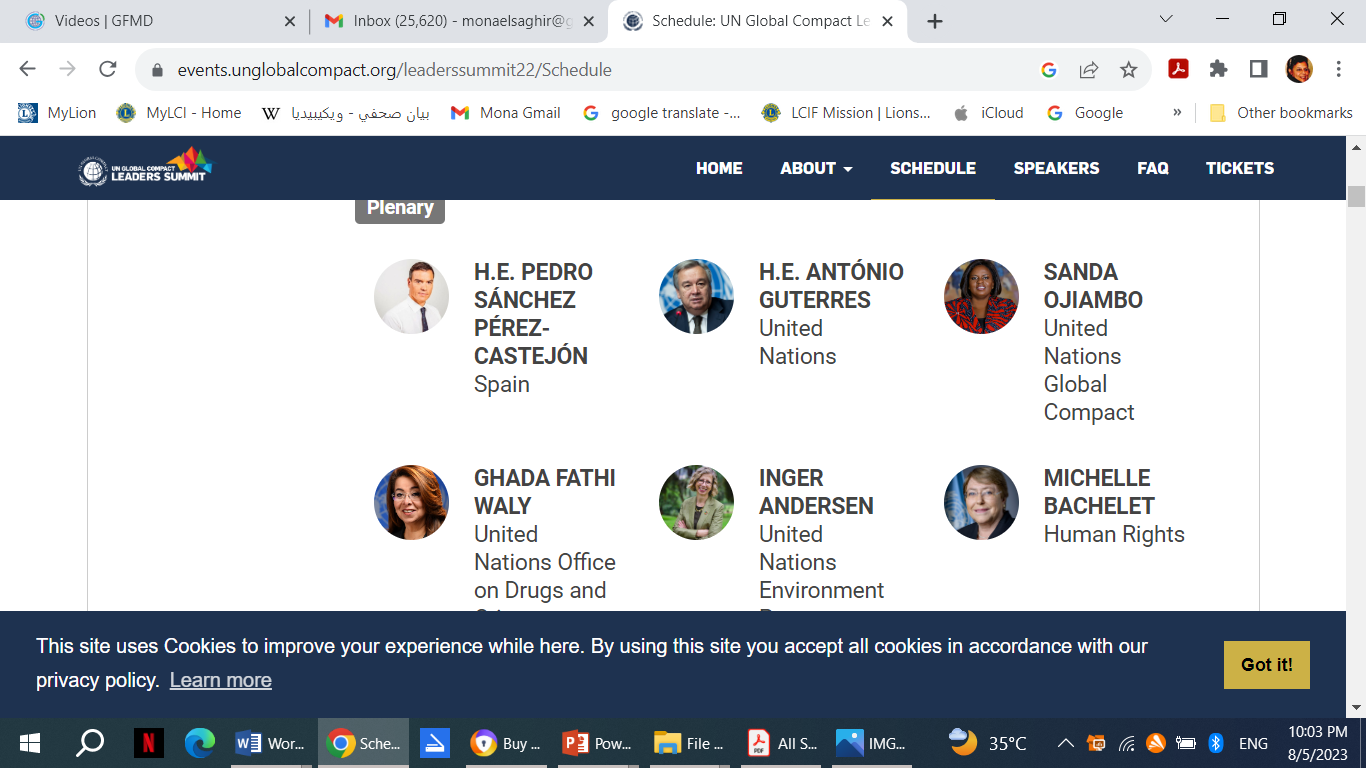 Videos | GFMD
Inbox (25,620) - monaelsaghir@g
Schedule: UN Global Compact Le
events.unglobalcompact.org/leaderssummit22/Schedule
MyLion
MyLCI - Home
بيان صحفي - ويكيبيديا
Mona Gmail
google translate -...
LCIF Mission | Lions...
iCloud
Google
»
Other bookmarks
UN GLOBAL COMPACT
LEADERS SUMMIT
HOME
ABOUT
SCHEDULE
SPEAKERS
FAQ
TICKETS
Plenary
H.E. PEDRO
SÁNCHEZ
PÉREZ-
CASTEJÓN
Spain
H.E. ANTÓNIO
GUTERRES
United
Nations
SANDA
OJIAMBO
United
Nations
Global
Compact
GHADA FATHI
WALY
United
Nations Office
on Drugs and
INGER
ANDERSEN
United
Nations
Environment
MICHELLE
BACHELET
Human Rights
This site uses Cookies to improve your experience while here. By using this site you accept all cookies in accordance with our
privacy policy. Learn more
Got it!
Wor...
Sche...
Buy ...
Pow...
File ...
All S...
IMG...
35°C
ENG
10:03 PM
8/5/2023